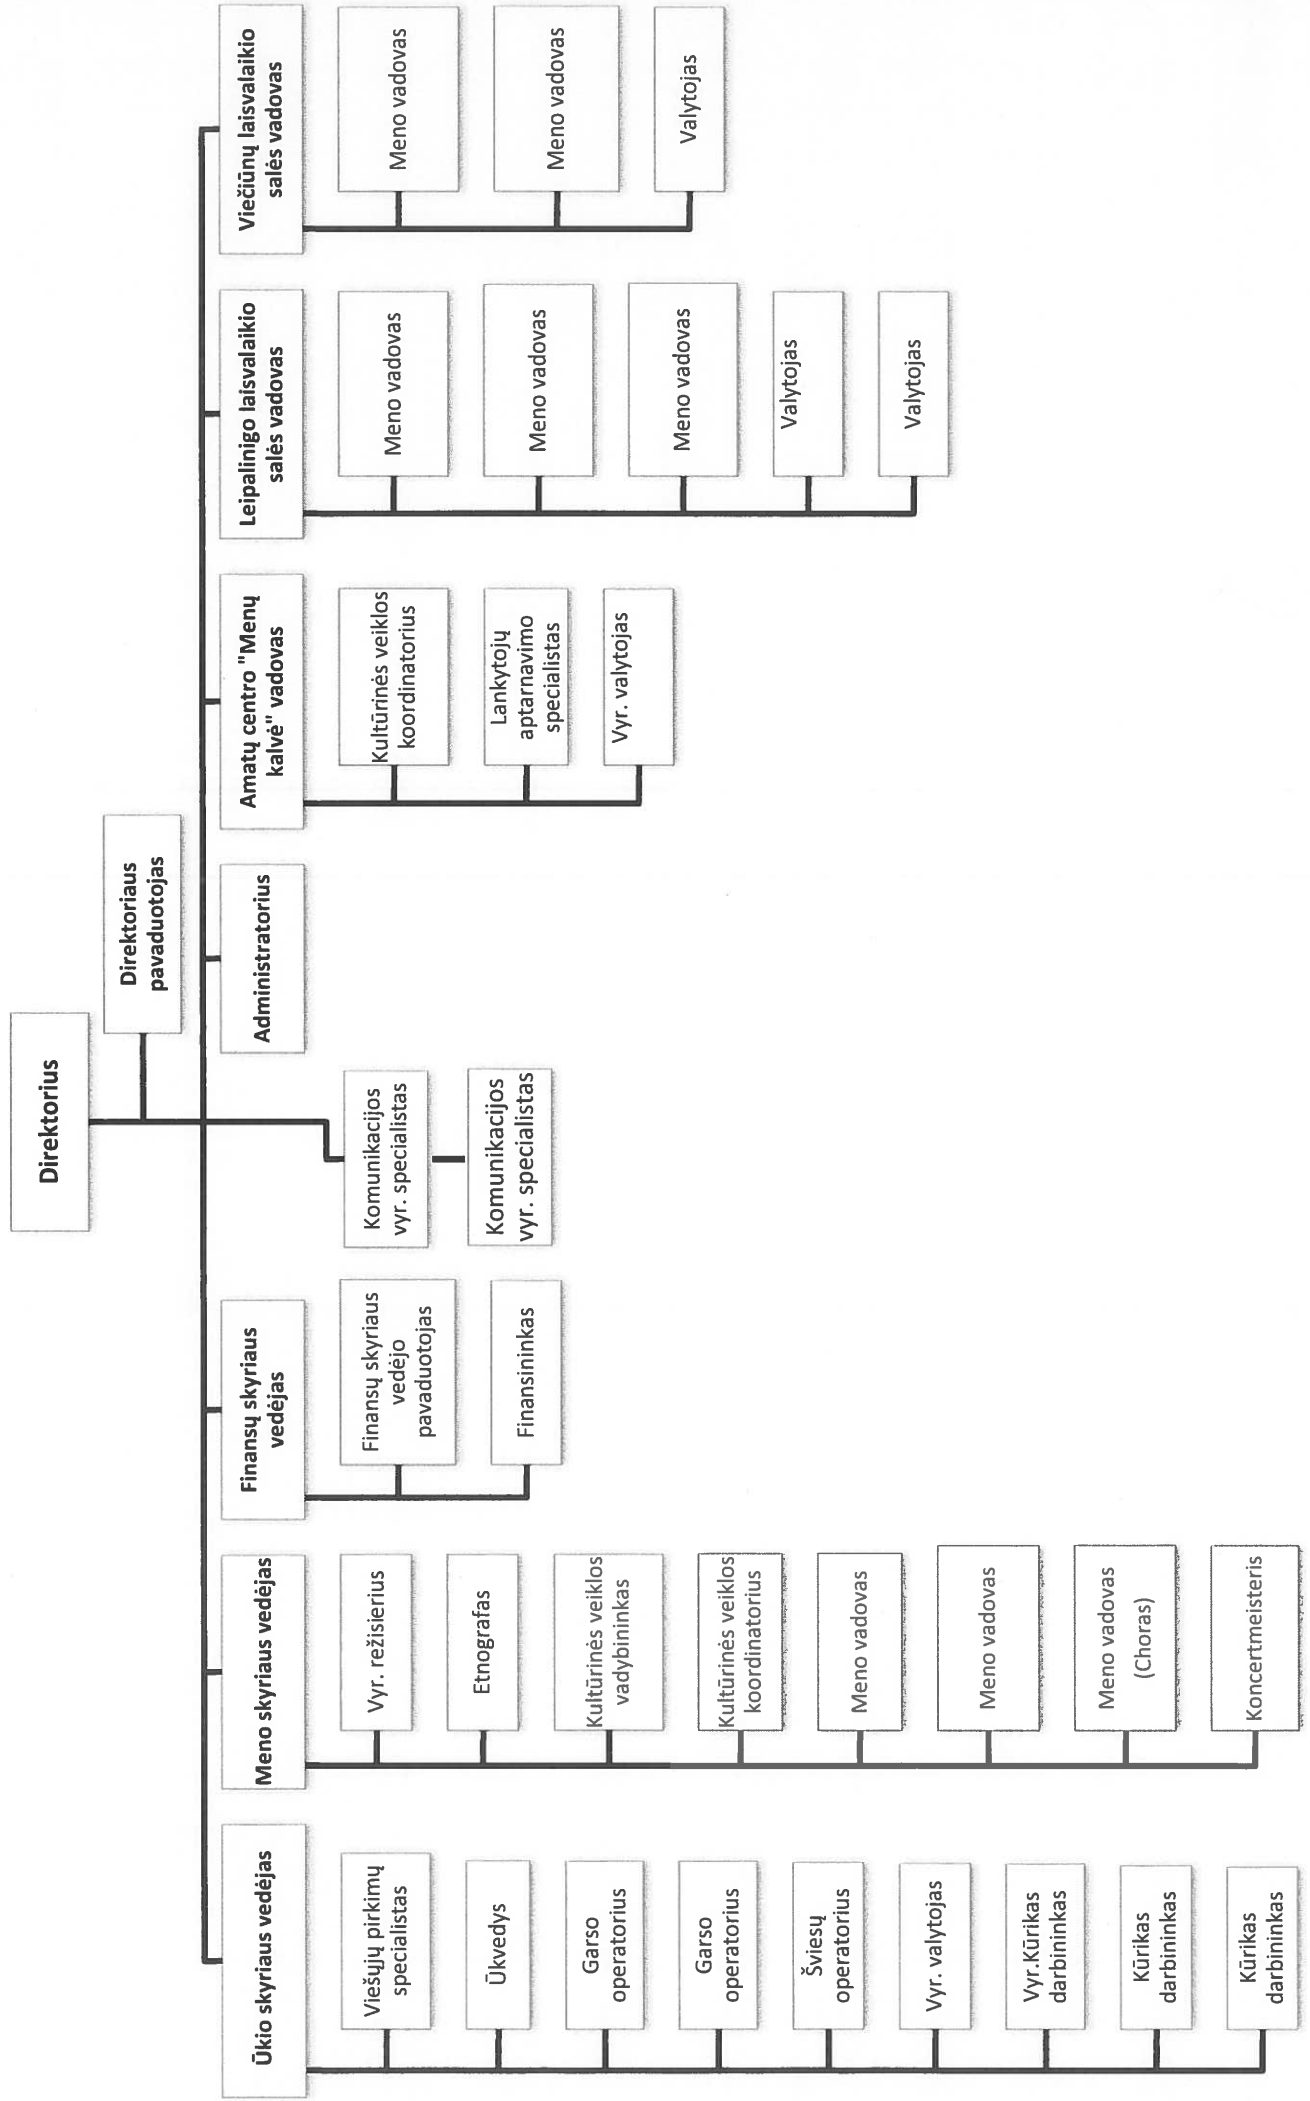 Direktorius
Direktoriaus
pavaduotojas
Ūkio skyriaus vedėjas
Viešųjų pirkimų
specialistas
Ūkvedys
Garso
operatorius
Garso
operatorius
Šviesų
operatorius
Vyr. valytojas
Vyr.Kūrikas
darbininkas
Kūrikas
darbininkas
Kūrikas
darbininkas
Meno skyriaus vedėjas
Vyr. režisierius
Etnografas
Kultūrinės veiklos
vadybininkas
Kultūrinės veiklos
koordinatorius
Meno vadovas
Meno vadovas
Meno vadovas
(Choras)
Koncertmeisteris
Finansų skyriaus
vedėjas
Finansų skyriaus
vedėjo
pavaduotojas
Finansininkas
Komunikacijos
vyr. specialistas
Komunikacijos
vyr. specialistas
Administratorius
Amatų centro "Menų
kalvė" vadovas
Kultūrinės veiklos
koordinatorius
Lankytojų
aptarnavimo
specialistas
Vyr. valytojas
Leipalinigo laisvalaikio
salės vadovas
Meno vadovas
Meno vadovas
Meno vadovas
Valytojas
Valytojas
Viečiūnų laisvalaikio
salės vadovas
Meno vadovas
Meno vadovas
Valytojas